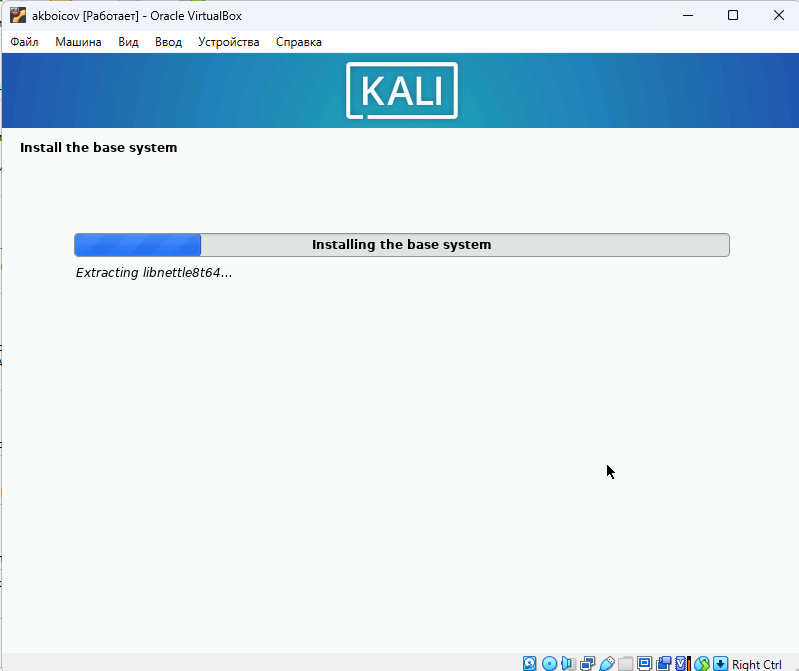 akboicov [Работает] - Oracle VirtualBox
Файл Машина Вид Ввод Устройства Справка
KALI
Install the base system
Installing the base system
Extracting libnettle8t64...
Right Ctrl